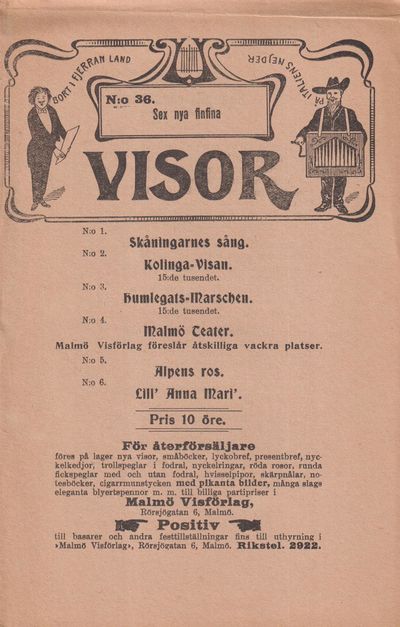 BORT I FJERRAN LAND
PÅ ITALIENS NEJDER
N:o 36.
Sex nya finfina
VISOR
N:o 1.
Skåningarnes sång.
N:o 2.
Kolinga-Visan.
15:de tusendet.
N:o 3.
Humlegats-Marschen.
15:de tusendet.
N:o 4.
Malmö Teater.
Malmö Visförlag föreslår åtskilliga vackra platser.
N:o 5.
Alpens ros.
N:o 6.
Lill' Anna Mari'.
Pris 10 öre.
För återförsäljare
föres på lager nya visor, småböcker, lyckobref, presentbref, nyc-
kelkedjor, trollspeglar i fodral, nyckelringar, röda rosor, runda
fickspeglar med och utan fodral, hvisselpipor, skärpnålar, no-
tesböcker, cigarrmunstycken med pikanta bilder, många slags
eleganta blyertspennor m. m. till billiga partipriser i
Malmö Visförlag,
Rörsjögatan 6, Malmö.
Positiv
till basarer och andra festtillställningar fins till uthyrning i
»Malmö Visförlag», Rörsjögatan 6, Malmö. Rikstel. 2922.